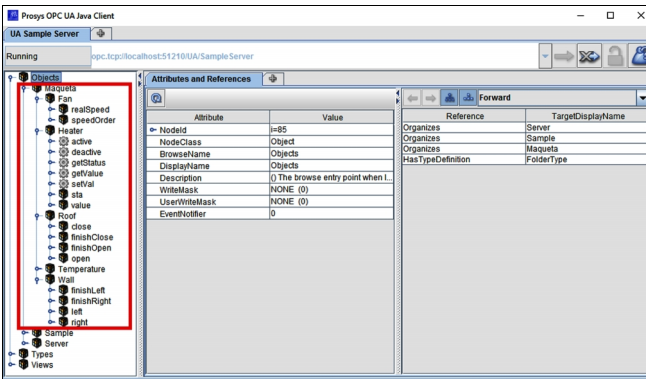 Prosys OPC UA Java Client
UA Sample Server
Running
opc.tcp://localhost:51210/UA/SampleServer
Objects
Maqueta
Fan
realSpeed
speedOrder
Heater
active
deactive
getStatus
getValue
setVal
sta
value
Roof
close
finishClose
finishOpen
open
Temperature
Wall
finishLeft
finishRight
left
right
Sample
Server
Types
Views
Attributes and References
Attribute Value
NodeId i=85
NodeClass Object
BrowseName Objects
DisplayName Objects
Description () The browse entry point when l...
WriteMask NONE (0)
UserWriteMask NONE (0)
EventNotifier 0
Forward
Reference TargetDisplayName
Organizes Server
Organizes Sample
Organizes Maqueta
HasTypeDefinition FolderType